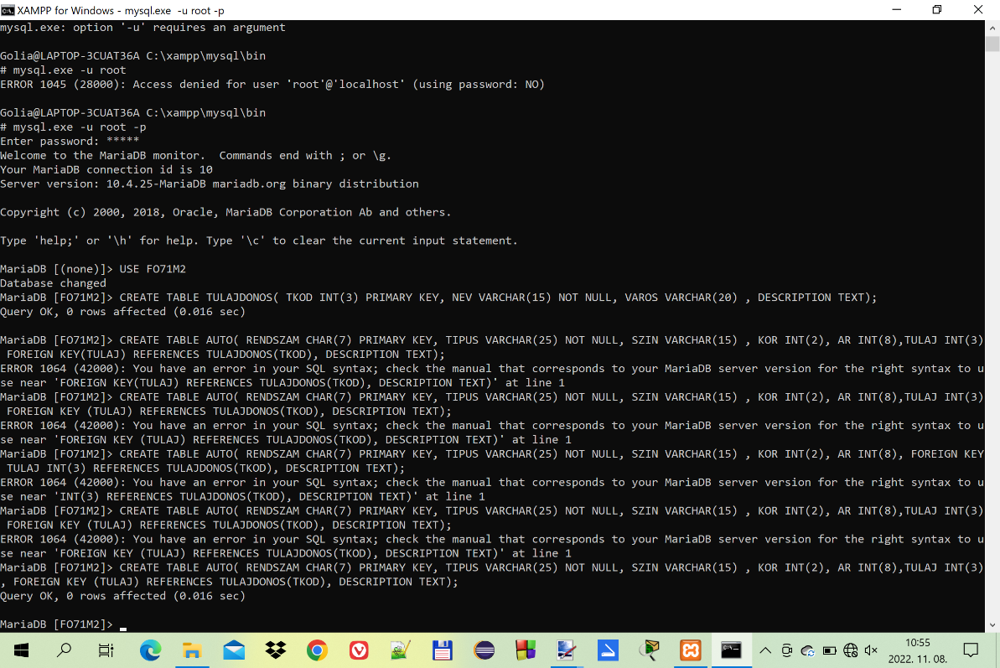 XAMPP for Windows - mysql.exe  -u root -p
mysql.exe: option '-u' requires an argument
Golia@LAPTOP-3CUAT36A C:\xampp\mysql\bin
# mysql.exe -u root
ERROR 1045 (28000): Access denied for user 'root'@'localhost' (using password: NO)
Golia@LAPTOP-3CUAT36A C:\xampp\mysql\bin
# mysql.exe -u root -p
Enter password: *****
Welcome to the MariaDB monitor.  Commands end with ; or \g.
Your MariaDB connection id is 10
Server version: 10.4.25-MariaDB mariadb.org binary distribution
Copyright (c) 2000, 2018, Oracle, MariaDB Corporation Ab and others.
Type 'help;' or '\h' for help. Type '\c' to clear the current input statement.
MariaDB [(none)]> USE FO71M2
Database changed
MariaDB [FO71M2]> CREATE TABLE TULAJDONOS( TKOD INT(3) PRIMARY KEY, NEV VARCHAR(15) NOT NULL, VAROS VARCHAR(20) , DESCRIPTION TEXT);
Query OK, 0 rows affected (0.016 sec)
MariaDB [FO71M2]> CREATE TABLE AUTO( RENDSZAM CHAR(7) PRIMARY KEY, TIPUS VARCHAR(25) NOT NULL, SZIN VARCHAR(15) , KOR INT(2), AR INT(8),TULAJ INT(3)
 FOREIGN KEY(TULAJ) REFERENCES TULAJDONOS(TKOD), DESCRIPTION TEXT);
ERROR 1064 (42000): You have an error in your SQL syntax; check the manual that corresponds to your MariaDB server version for the right syntax to u
se near 'FOREIGN KEY(TULAJ) REFERENCES TULAJDONOS(TKOD), DESCRIPTION TEXT)' at line 1
MariaDB [FO71M2]> CREATE TABLE AUTO( RENDSZAM CHAR(7) PRIMARY KEY, TIPUS VARCHAR(25) NOT NULL, SZIN VARCHAR(15) , KOR INT(2), AR INT(8),TULAJ INT(3)
 FOREIGN KEY (TULAJ) REFERENCES TULAJDONOS(TKOD), DESCRIPTION TEXT);
ERROR 1064 (42000): You have an error in your SQL syntax; check the manual that corresponds to your MariaDB server version for the right syntax to u
se near 'FOREIGN KEY (TULAJ) REFERENCES TULAJDONOS(TKOD), DESCRIPTION TEXT)' at line 1
MariaDB [FO71M2]> CREATE TABLE AUTO( RENDSZAM CHAR(7) PRIMARY KEY, TIPUS VARCHAR(25) NOT NULL, SZIN VARCHAR(15) , KOR INT(2), AR INT(8), FOREIGN KEY
 TULAJ INT(3) REFERENCES TULAJDONOS(TKOD), DESCRIPTION TEXT);
ERROR 1064 (42000): You have an error in your SQL syntax; check the manual that corresponds to your MariaDB server version for the right syntax to u
se near 'INT(3) REFERENCES TULAJDONOS(TKOD), DESCRIPTION TEXT)' at line 1
MariaDB [FO71M2]> CREATE TABLE AUTO( RENDSZAM CHAR(7) PRIMARY KEY, TIPUS VARCHAR(25) NOT NULL, SZIN VARCHAR(15) , KOR INT(2), AR INT(8),TULAJ INT(3)
 FOREIGN KEY (TULAJ) REFERENCES TULAJDONOS(TKOD), DESCRIPTION TEXT);
ERROR 1064 (42000): You have an error in your SQL syntax; check the manual that corresponds to your MariaDB server version for the right syntax to u
se near 'FOREIGN KEY (TULAJ) REFERENCES TULAJDONOS(TKOD), DESCRIPTION TEXT)' at line 1
MariaDB [FO71M2]> CREATE TABLE AUTO( RENDSZAM CHAR(7) PRIMARY KEY, TIPUS VARCHAR(25) NOT NULL, SZIN VARCHAR(15) , KOR INT(2), AR INT(8),TULAJ INT(3)
, FOREIGN KEY (TULAJ) REFERENCES TULAJDONOS(TKOD), DESCRIPTION TEXT);
Query OK, 0 rows affected (0.016 sec)
MariaDB [FO71M2]>
10:55
2022. 11. 08.